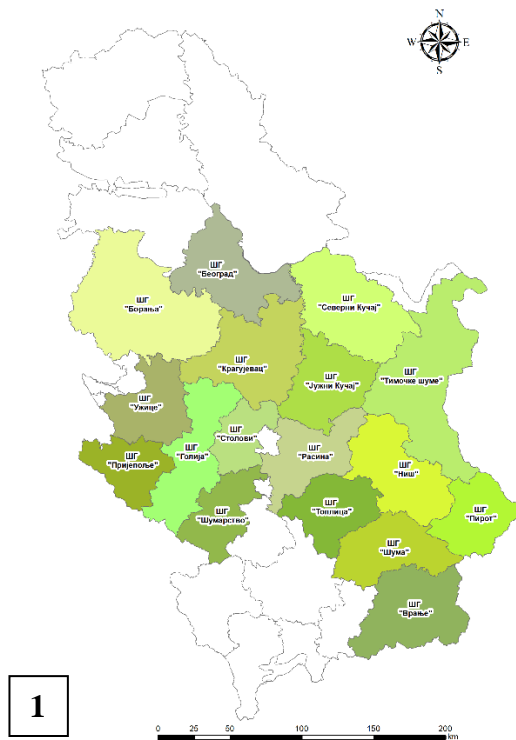 N
W
E
S
ШГ
"Београд"
ШГ
"Борања"
ШГ
"Северни Кучај"
ШГ
"Крагујевац"
ШГ
"Јужни Кучај"
ШГ
"Тимочке шуме"
ШГ
"Ужице"
ШГ
"Столови"
ШГ
"Голија"
ШГ
"Расина"
ШГ
"Пријепоље"
ШГ
"Ниш"
ШГ
"Шумарство"
ШГ
"Топлица"
ШГ
"Пирот"
ШГ
"Шума"
ШГ
"Врање"
1
0 25 50 100 150 200
km